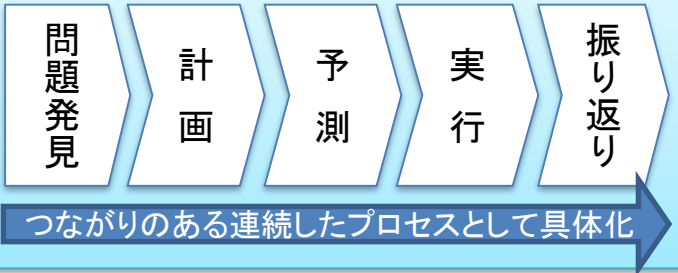 問題発見
計画
予測
実行
振り返り
つながりのある連続したプロセスとして具体化